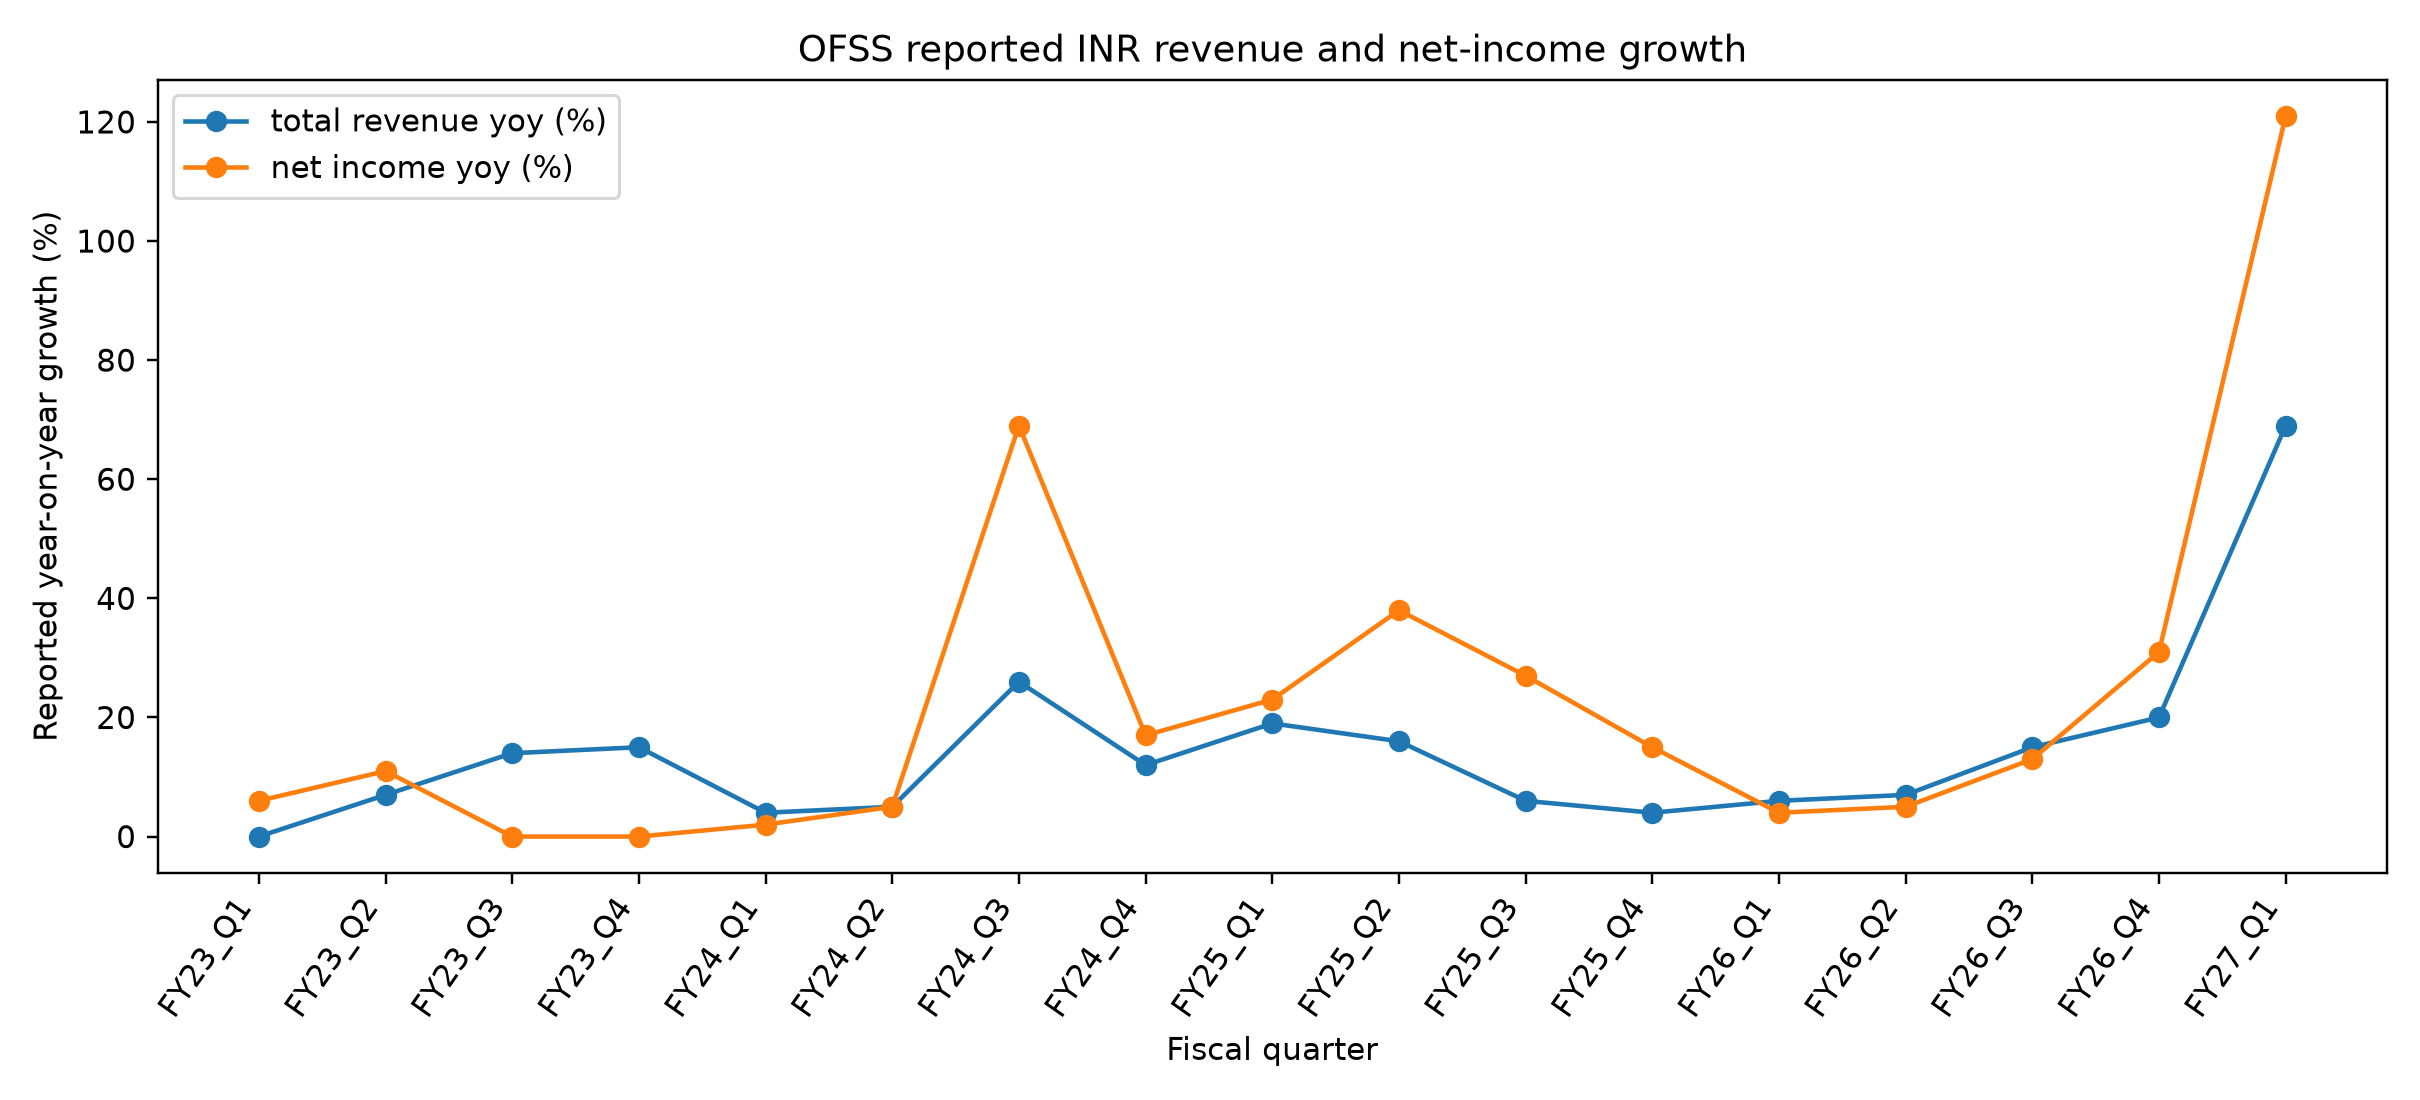 OFSS reported INR revenue and net-income growth
total revenue yoy (%)
net income yoy (%)
Reported year-on-year growth (%)
120
100
80
60
40
20
0
FY23_Q1
FY23_Q2
FY23_Q3
FY23_Q4
FY24_Q1
FY24_Q2
FY24_Q3
FY24_Q4
FY25_Q1
FY25_Q2
FY25_Q3
FY25_Q4
FY26_Q1
FY26_Q2
FY26_Q3
FY26_Q4
FY27_Q1
Fiscal quarter